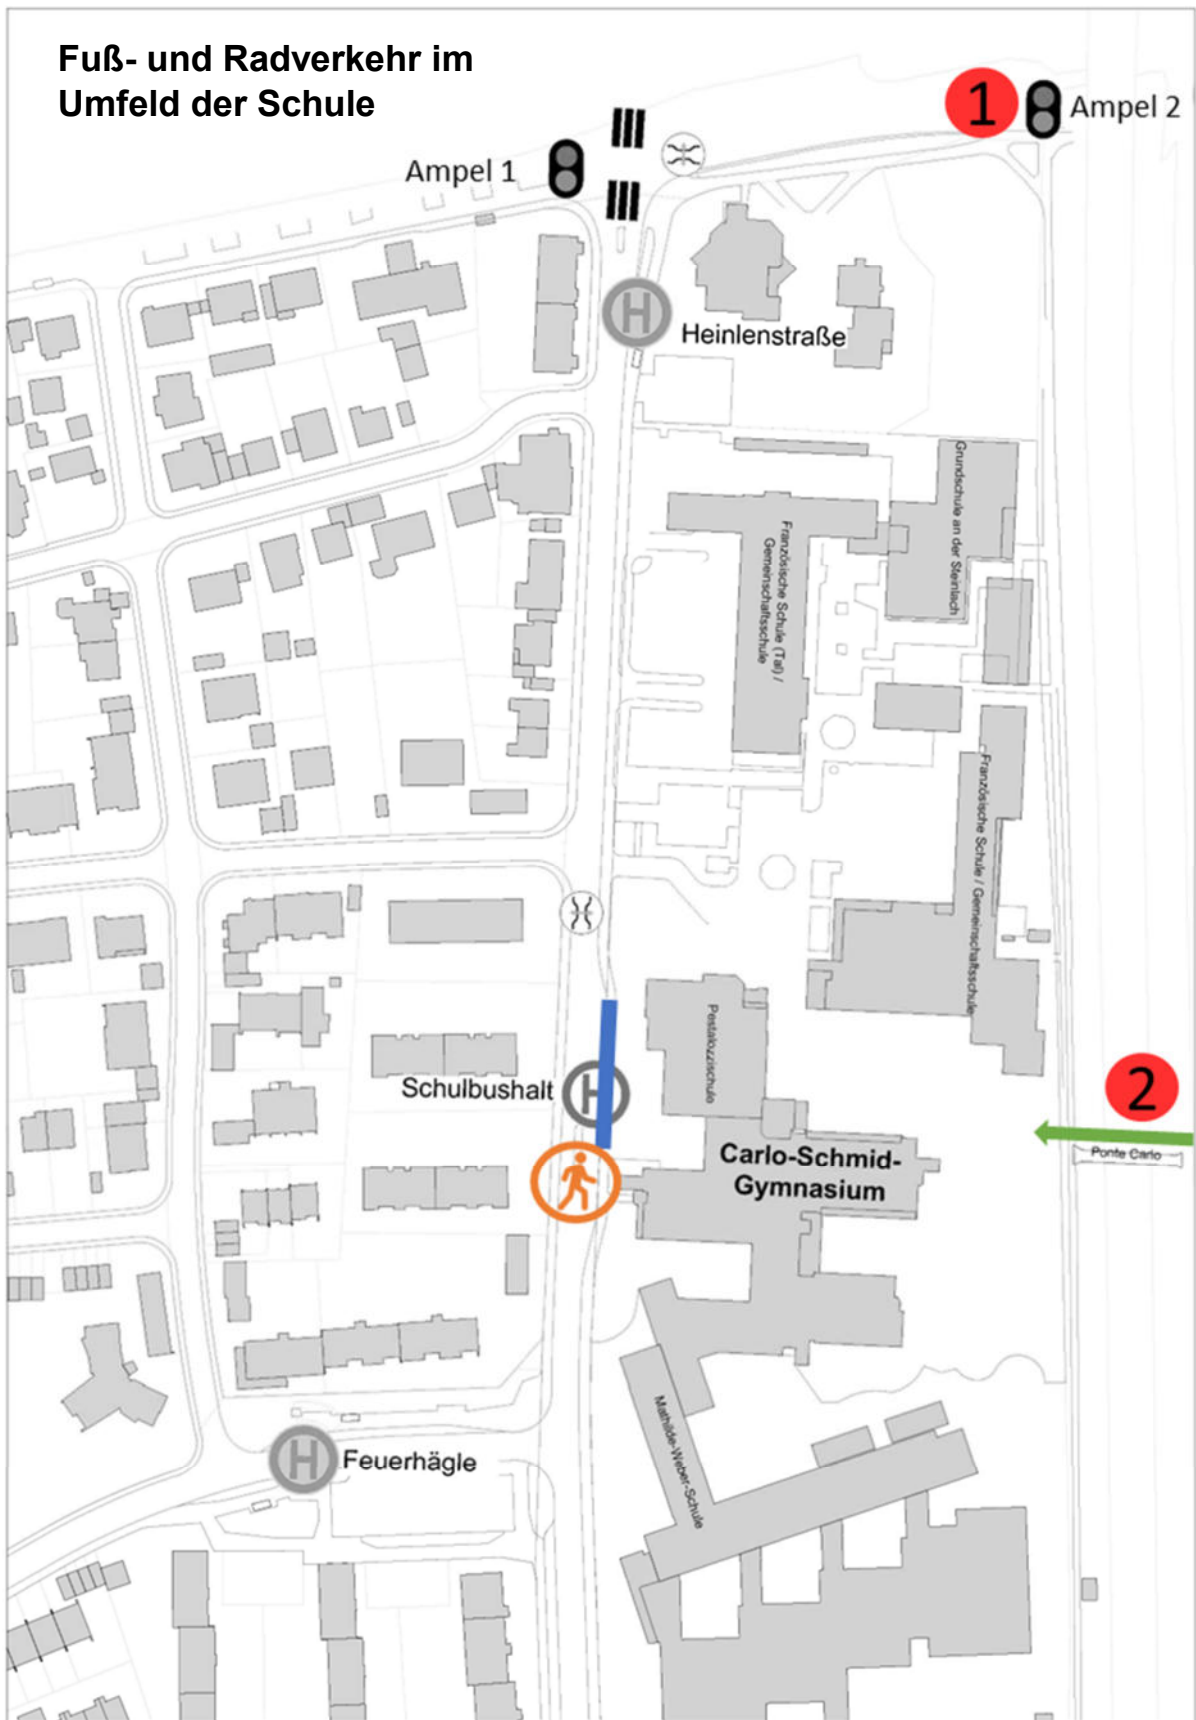 Fuß- und Radverkehr im
Umfeld der Schule
1
Ampel 2
Ampel 1
H
Heinlenstraße
Grundschule an der Steinlach
Französische Schule (Tal) /
Gemeinschaftsschule
Französische Schule / Gemeinschaftsschule
Pestalozzischule
Schulbushalt
H
2
Ponte Carlo
Carlo-Schmid-
Gymnasium
Mathilde-Weber-Schule
H
Feuerhägle